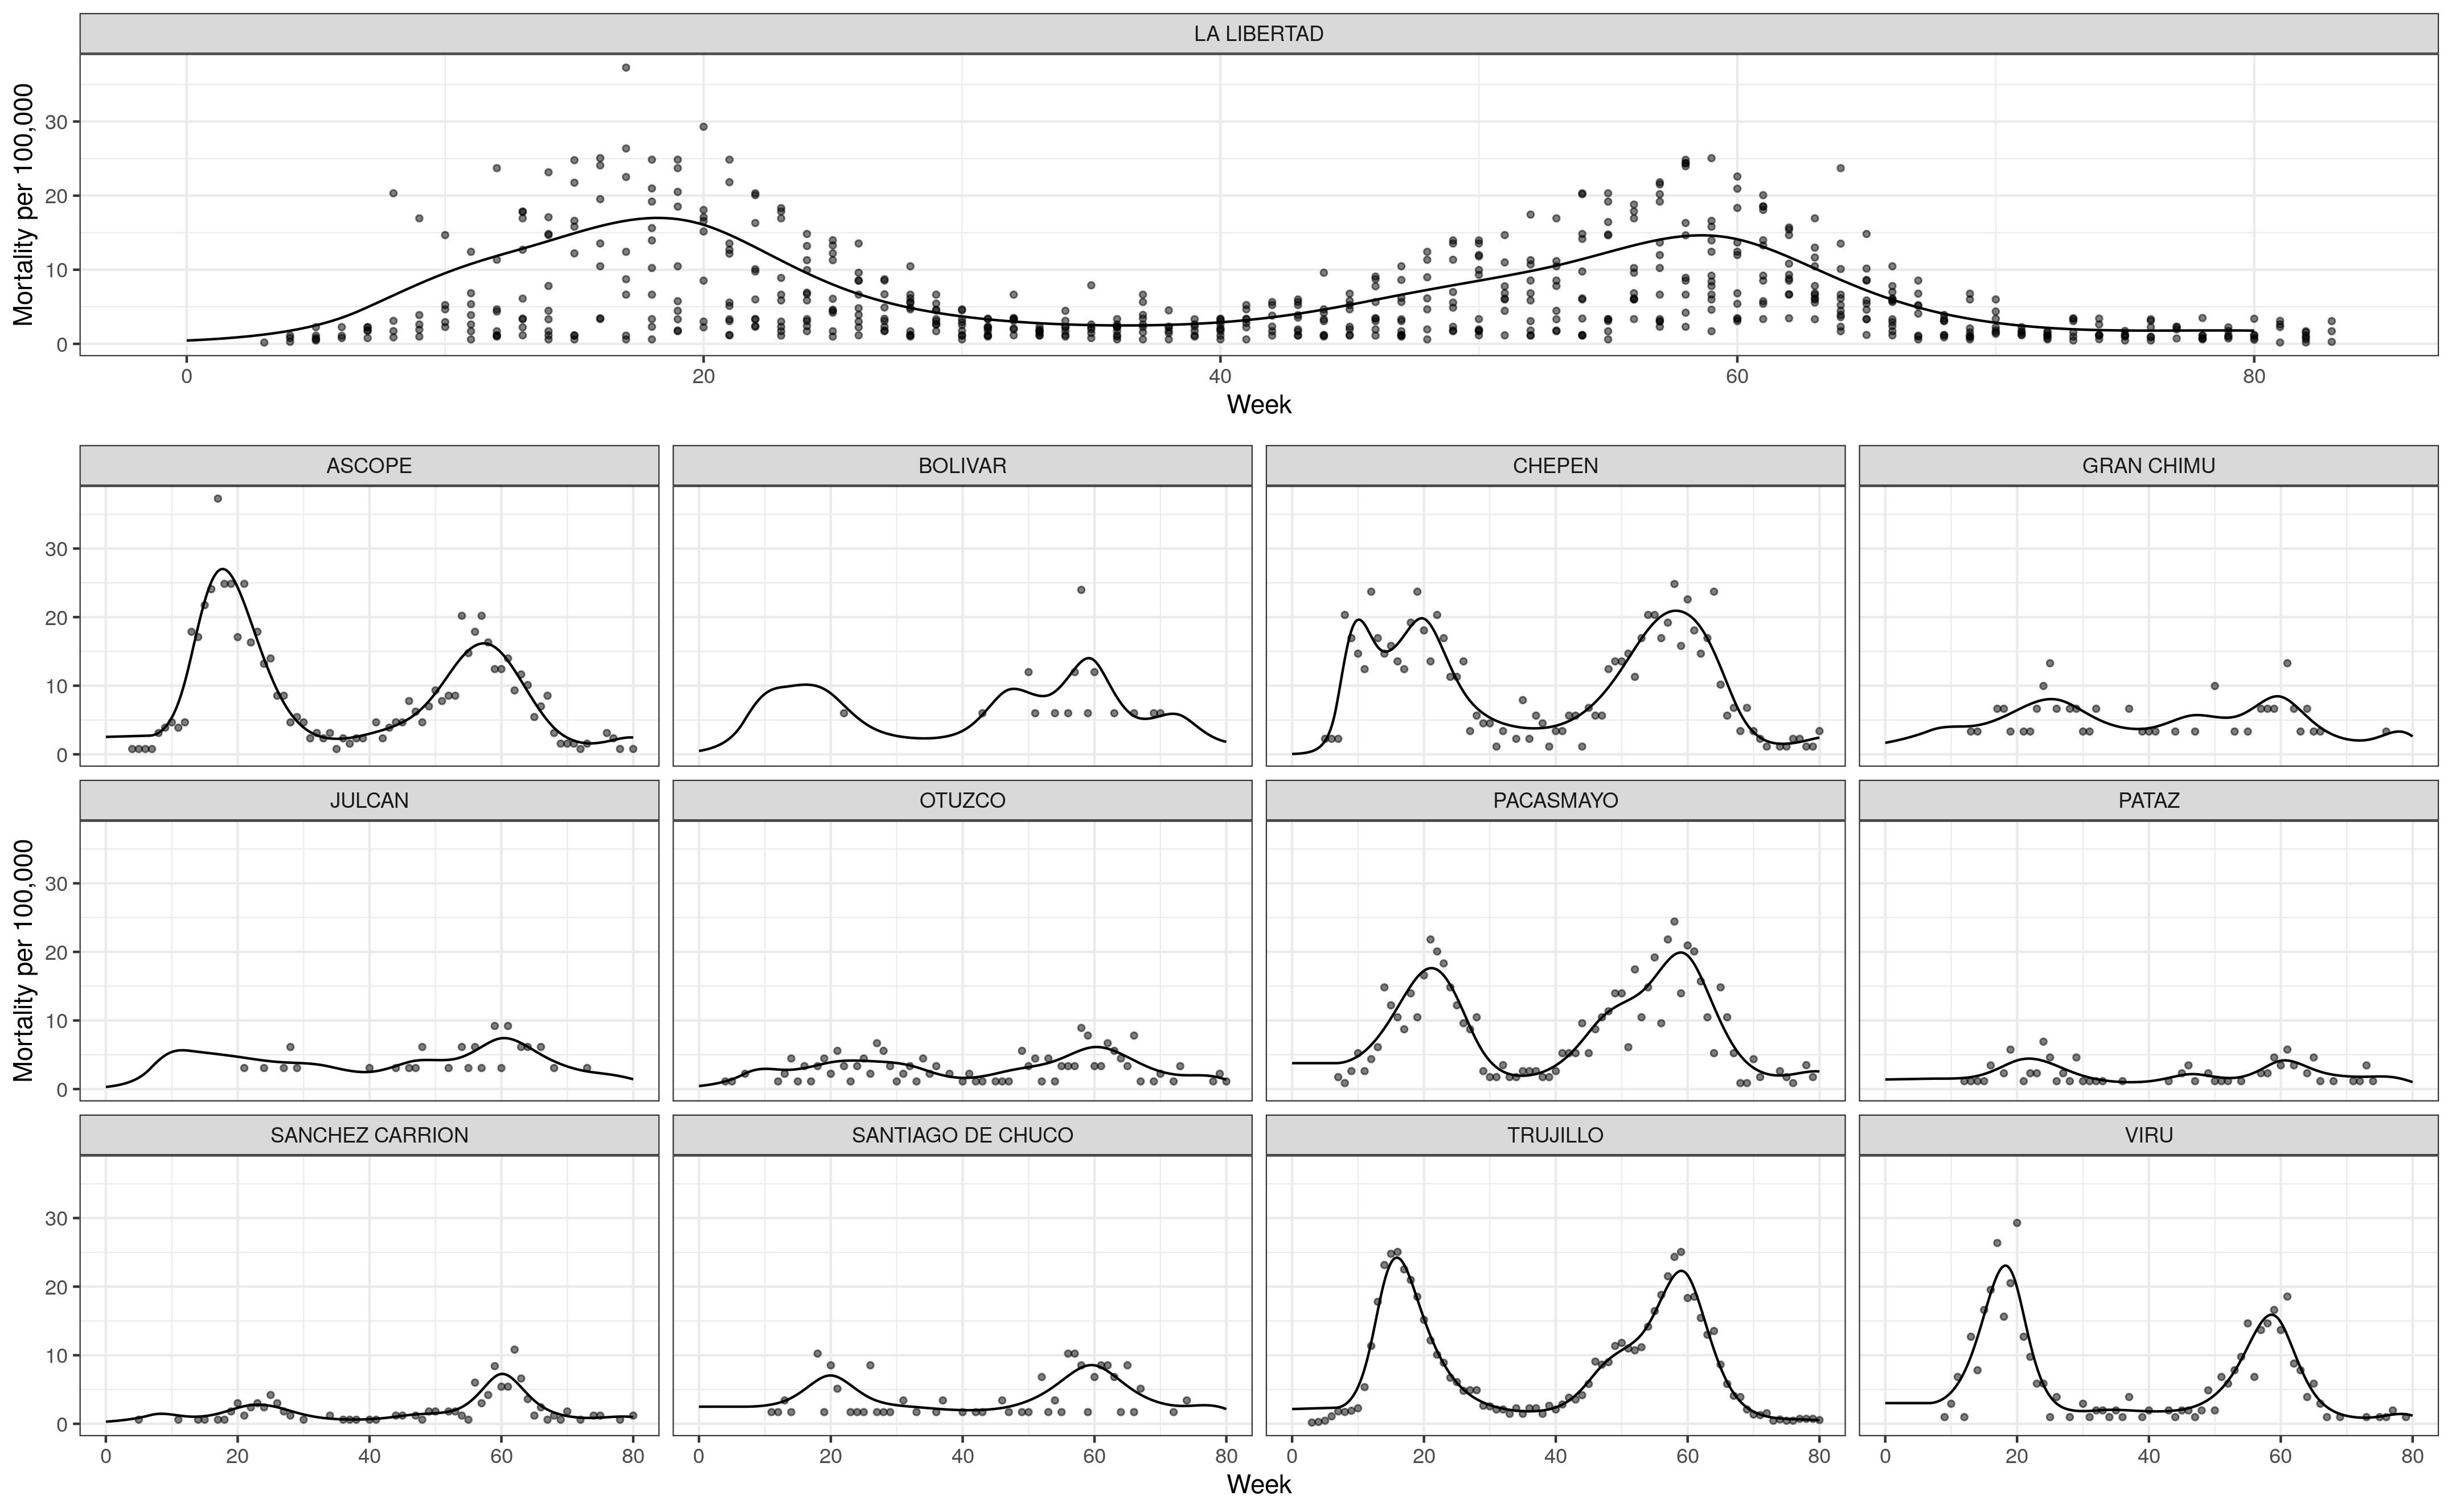 LA LIBERTAD
Mortality per 100,000
30
20
10
0
0 20 40 60 80
Week
ASCOPE BOLIVAR CHEPEN GRAN CHIMU
30
20
10
0
JULCAN OTUZCO PACASMAYO PATAZ
Mortality per 100,000
30
20
10
0
SANCHEZ CARRION SANTIAGO DE CHUCO TRUJILLO VIRU
30
20
10
0
0 20 40 60 80 0 20 40 60 80 0 20 40 60 80 0 20 40 60 80
Week